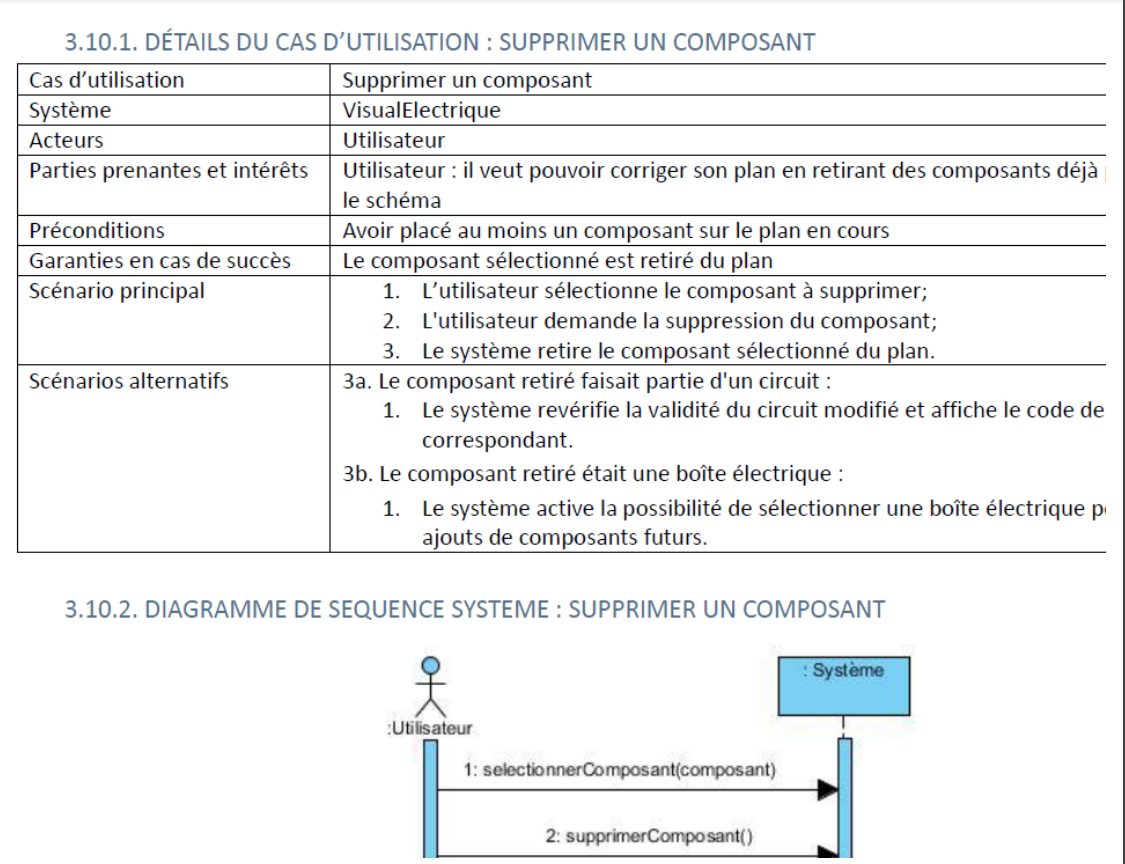 3.10.1. DÉTAILS DU CAS D’UTILISATION : SUPPRIMER UN COMPOSANT
Cas d’utilisation Supprimer un composant
Système VisualElectrique
Acteurs Utilisateur
Parties prenantes et intérêts Utilisateur : il veut pouvoir corriger son plan en retirant des composants déjà
le schéma
Préconditions Avoir placé au moins un composant sur le plan en cours
Garanties en cas de succès Le composant sélectionné est retiré du plan
Scénario principal 1. L’utilisateur sélectionne le composant à supprimer;
2. L'utilisateur demande la suppression du composant;
3. Le système retire le composant sélectionné du plan.
Scénarios alternatifs 3a. Le composant retiré faisait partie d'un circuit :
1. Le système revérifie la validité du circuit modifié et affiche le code de
correspondant.
3b. Le composant retiré était une boîte électrique :
1. Le système active la possibilité de sélectionner une boîte électrique
ajouts de composants futurs.
3.10.2. DIAGRAMME DE SEQUENCE SYSTEME : SUPPRIMER UN COMPOSANT
: Système
:Utilisateur
1: selectionnerComposant(composant)
2: supprimerComposant()